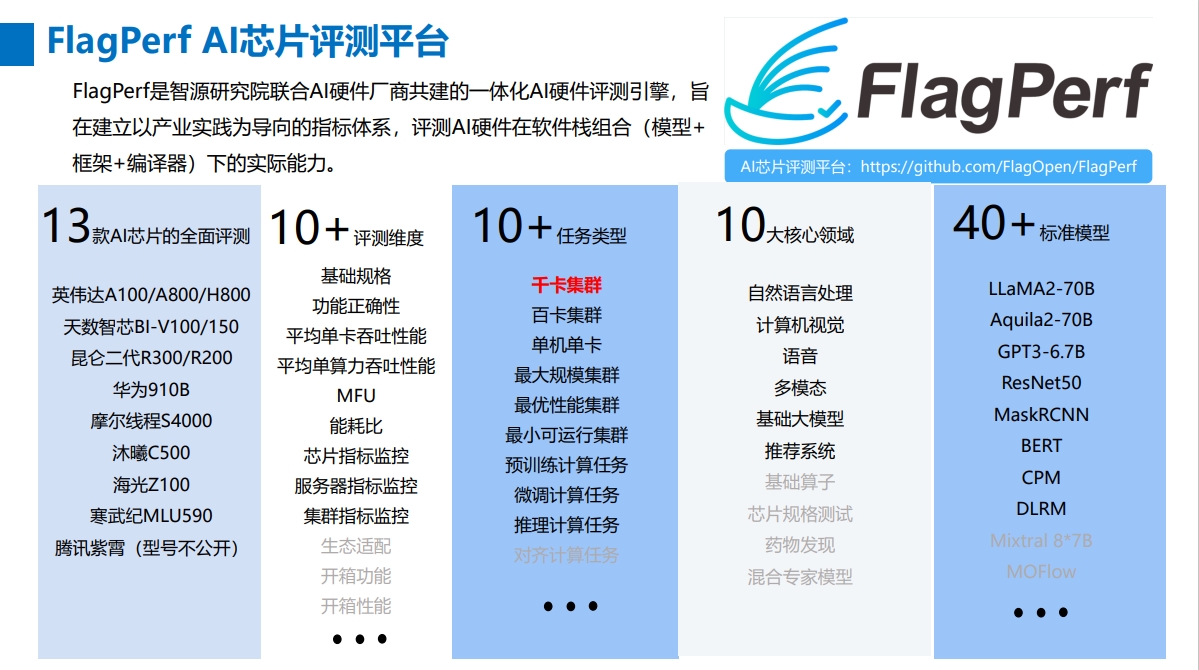 FlagPerf AI芯片评测平台
FlagPerf是智源研究院联合AI硬件厂商共建的一体化AI硬件评测引擎，旨
在建立以产业实践为导向的指标体系，评测AI硬件在软件栈组合（模型+
框架+编译器）下的实际能力。
FlagPerf
AI芯片评测平台：https://github.com/FlagOpen/FlagPerf
13款AI芯片的全面评测
英伟达A100/A800/H800
天数智芯BI-V100/150
昆仑二代R300/R200
华为910B
摩尔线程S4000
沐曦C500
海光Z100
寒武纪MLU590
腾讯紫霄（型号不公开）
10+评测维度
基础规格
功能正确性
平均单卡吞吐性能
平均单算力吞吐性能
MFU
能耗比
芯片指标监控
服务器指标监控
集群指标监控
生态适配
开箱功能
开箱性能
•••
10+任务类型
千卡集群
百卡集群
单机单卡
最大规模集群
最优性能集群
最小可运行集群
预训练计算任务
微调计算任务
推理计算任务
对齐计算任务
•••
10大核心领域
自然语言处理
计算机视觉
语音
多模态
基础大模型
推荐系统
基础算子
芯片规格测试
药物发现
混合专家模型
40+标准模型
LLaMA2-70B
Aquila2-70B
GPT3-6.7B
ResNet50
MaskRCNN
BERT
CPM
DLRM
Mixtral 8*7B
MOFlow
•••